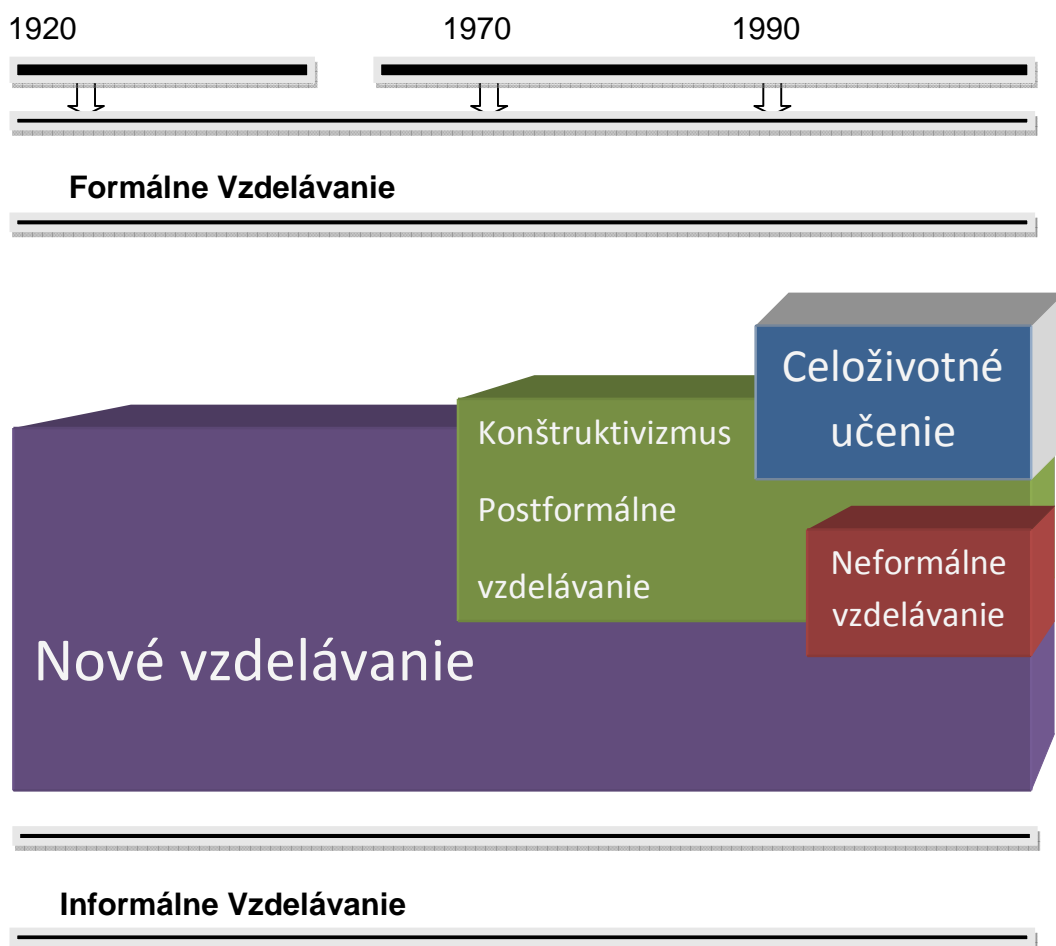 1920 1970 1990
Formálne Vzdelávanie
Celoživotné
učenie
Konštruktivizmus
Postformálne
vzdelávanie
Neformálne
vzdelávanie
Nové vzdelávanie
Informálne Vzdelávanie